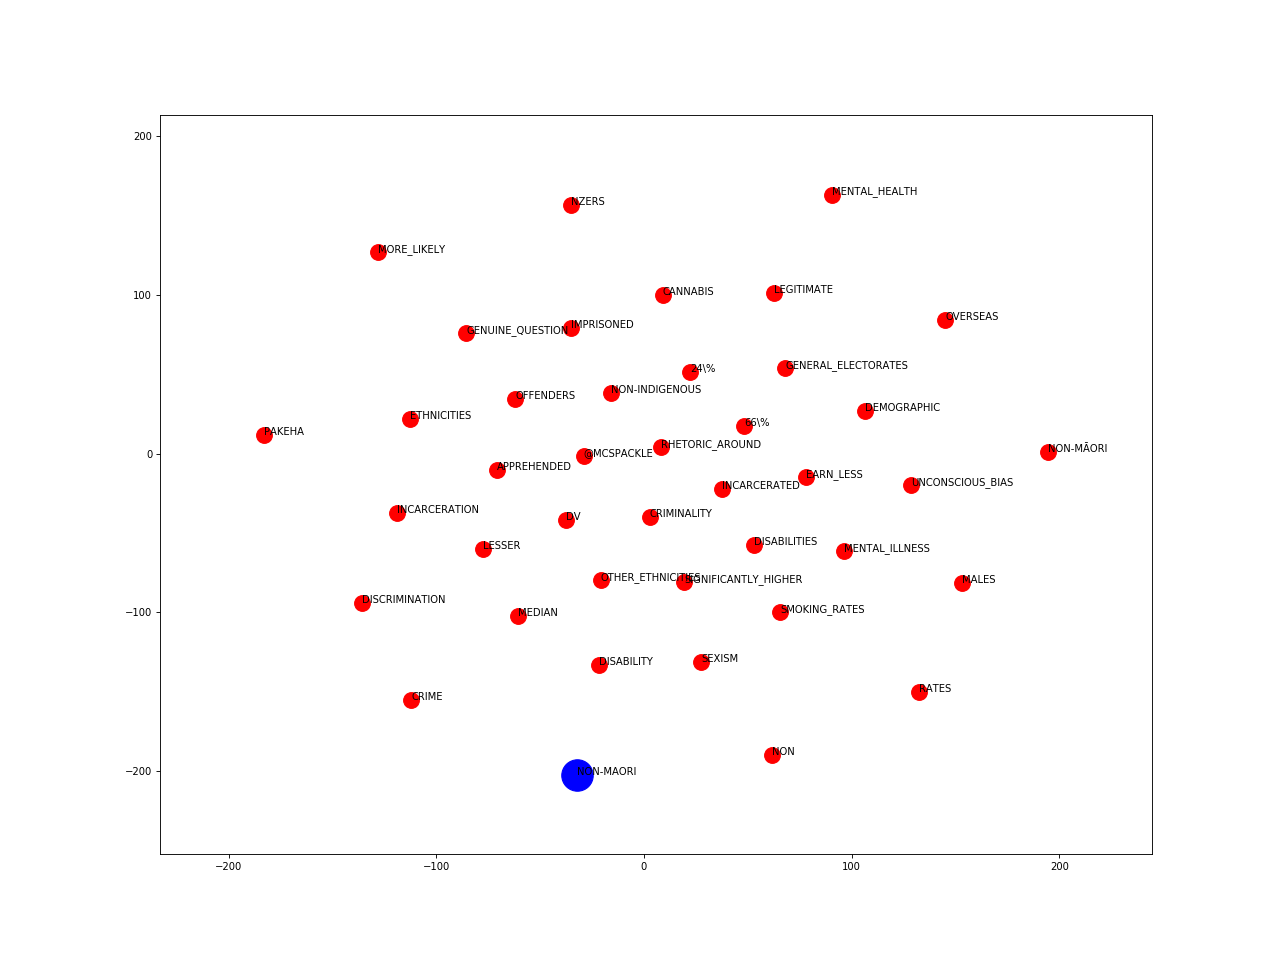 200
MENTAL_HEALTH
NZERS
MORE_LIKELY
100
CANNABIS
LEGITIMATE
OVERSEAS
GENUINE_QUESTION
IMPRISONED
24\%
GENERAL_ELECTORATES
OFFENDERS
NON-INDIGENOUS
DEMOGRAPHIC
ETHNICITIES
66\%
PAKEHA
0
@MCSPACKLE
RHETORIC_AROUND
NON-MĀORI
APPREHENDED
EARN_LESS
UNCONSCIOUS_BIAS
INCARCERATED
INCARCERATION
DV
CRIMINALITY
LESSER
DISABILITIES
MENTAL_ILLNESS
OTHER_ETHNICITIES
SIGNIFICANTLY_HIGHER
MALES
DISCRIMINATION
−100
MEDIAN
SMOKING_RATES
DISABILITY
SEXISM
CRIME
RATES
NON
−200
NON-MAORI
−200
−100
0
100
200